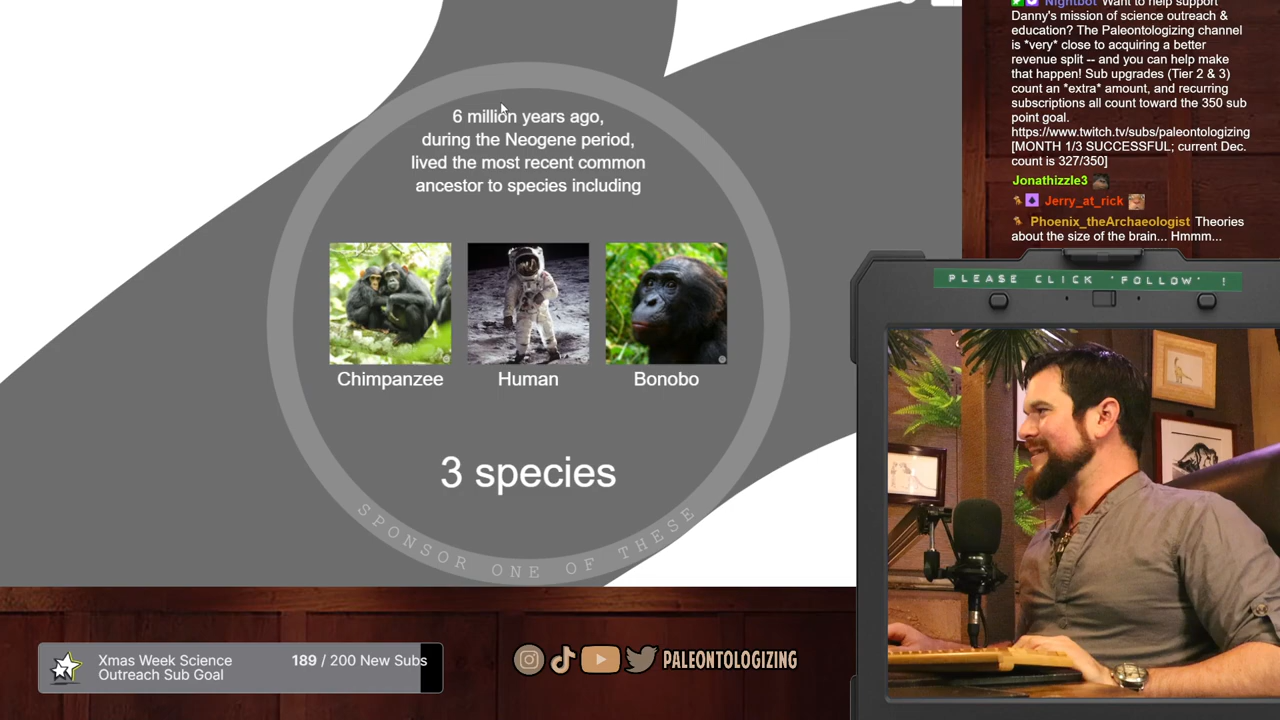 Nightbot Want to help support
Danny's mission of science outreach &
education? The Paleontologizing channel
is *very* close to acquiring a better
revenue split -- and you can help make
that happen! Sub upgrades (Tier 2 & 3)
count an *extra* amount, and recurring
subscriptions all count toward the 350 sub
point goal.
https://www.twitch.tv/subs/paleontologizing
[MONTH 1/3 SUCCESSFUL; current Dec.
count is 327/350]
Jonathizzle3
Jerry_at_rick
Phoenix_theArchaeologist Theories
about the size of the brain... Hmmm...
6 million years ago,
during the Neogene period,
lived the most recent common
ancestor to species including
Chimpanzee
Human
Bonobo
3 species
SPONSOR ONE OF THESE
PLEASE CLICK "FOLLOW" !
Xmas Week Science
Outreach Sub Goal
189 / 200 New Subs
PALEONTOLOGIZING